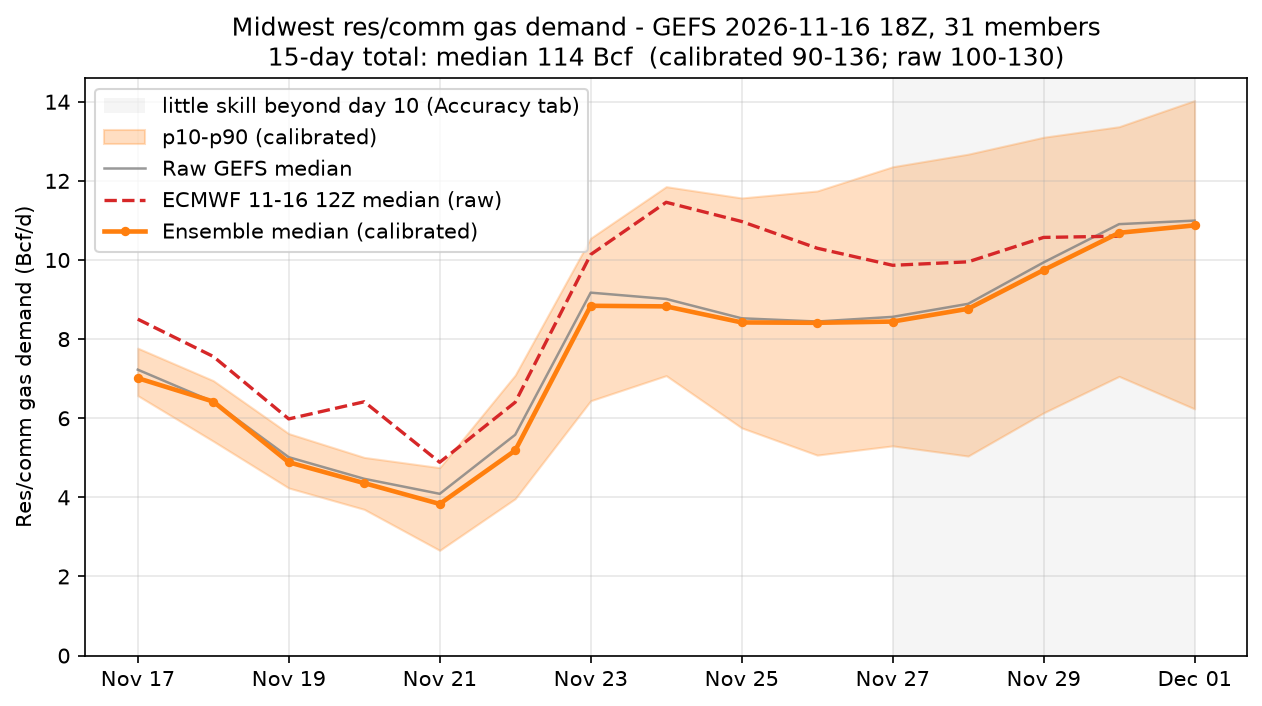 Midwest res/comm gas demand - GEFS 2026-11-16 18Z, 31 members
15-day total: median 114 Bcf  (calibrated 90-136; raw 100-130)
little skill beyond day 10 (Accuracy tab)
p10-p90 (calibrated)
Raw GEFS median
ECMWF 11-16 12Z median (raw)
Ensemble median (calibrated)
Res/comm gas demand (Bcf/d)
14
12
10
8
6
4
2
0
Nov 17
Nov 19
Nov 21
Nov 23
Nov 25
Nov 27
Nov 29
Dec 01